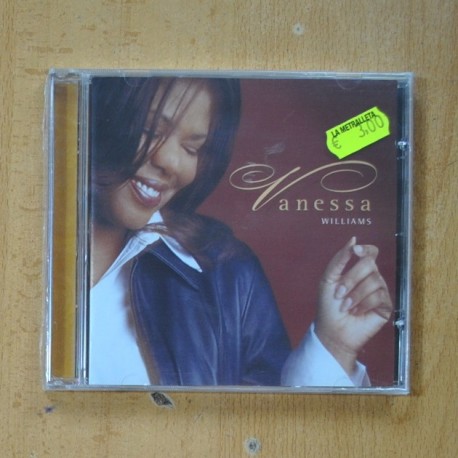 LA METRALLETA
€ 3,00
Vanessa
WILLIAMS